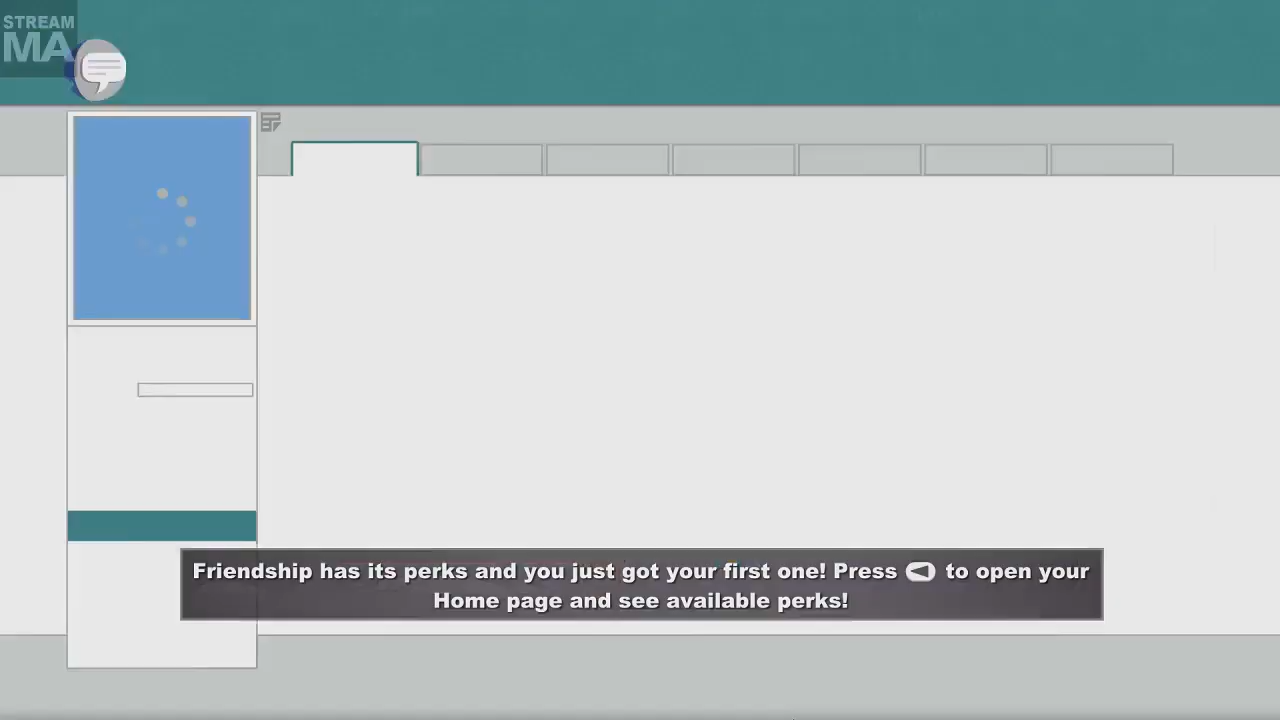 STREAM
MA
Friendship has its perks and you just got your first one! Press to open your
Home page and see available perks!